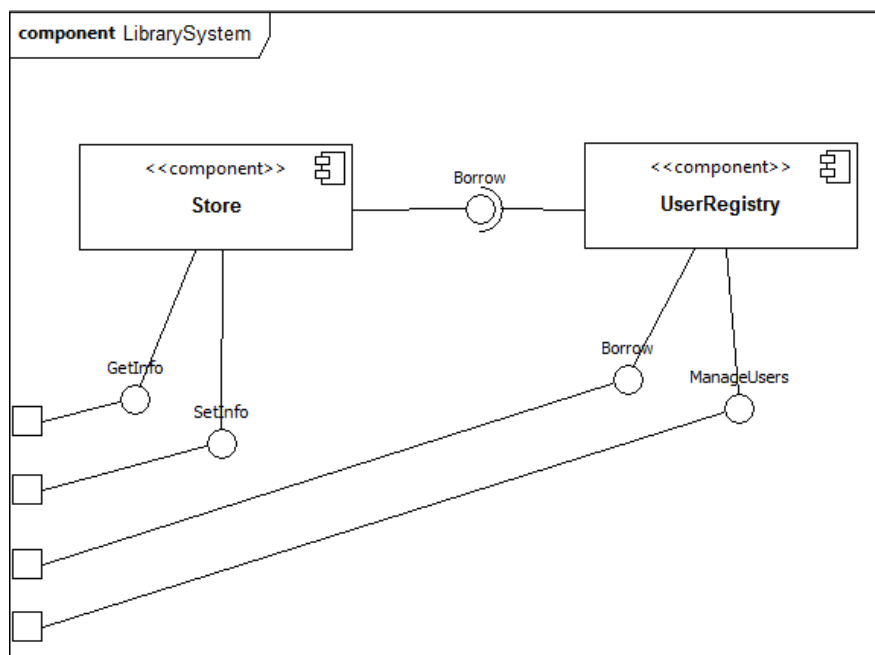 component LibrarySystem
<<component>>
Store
Borrow
<<component>>
UserRegistry
GetInfo
SetInfo
Borrow
ManageUsers